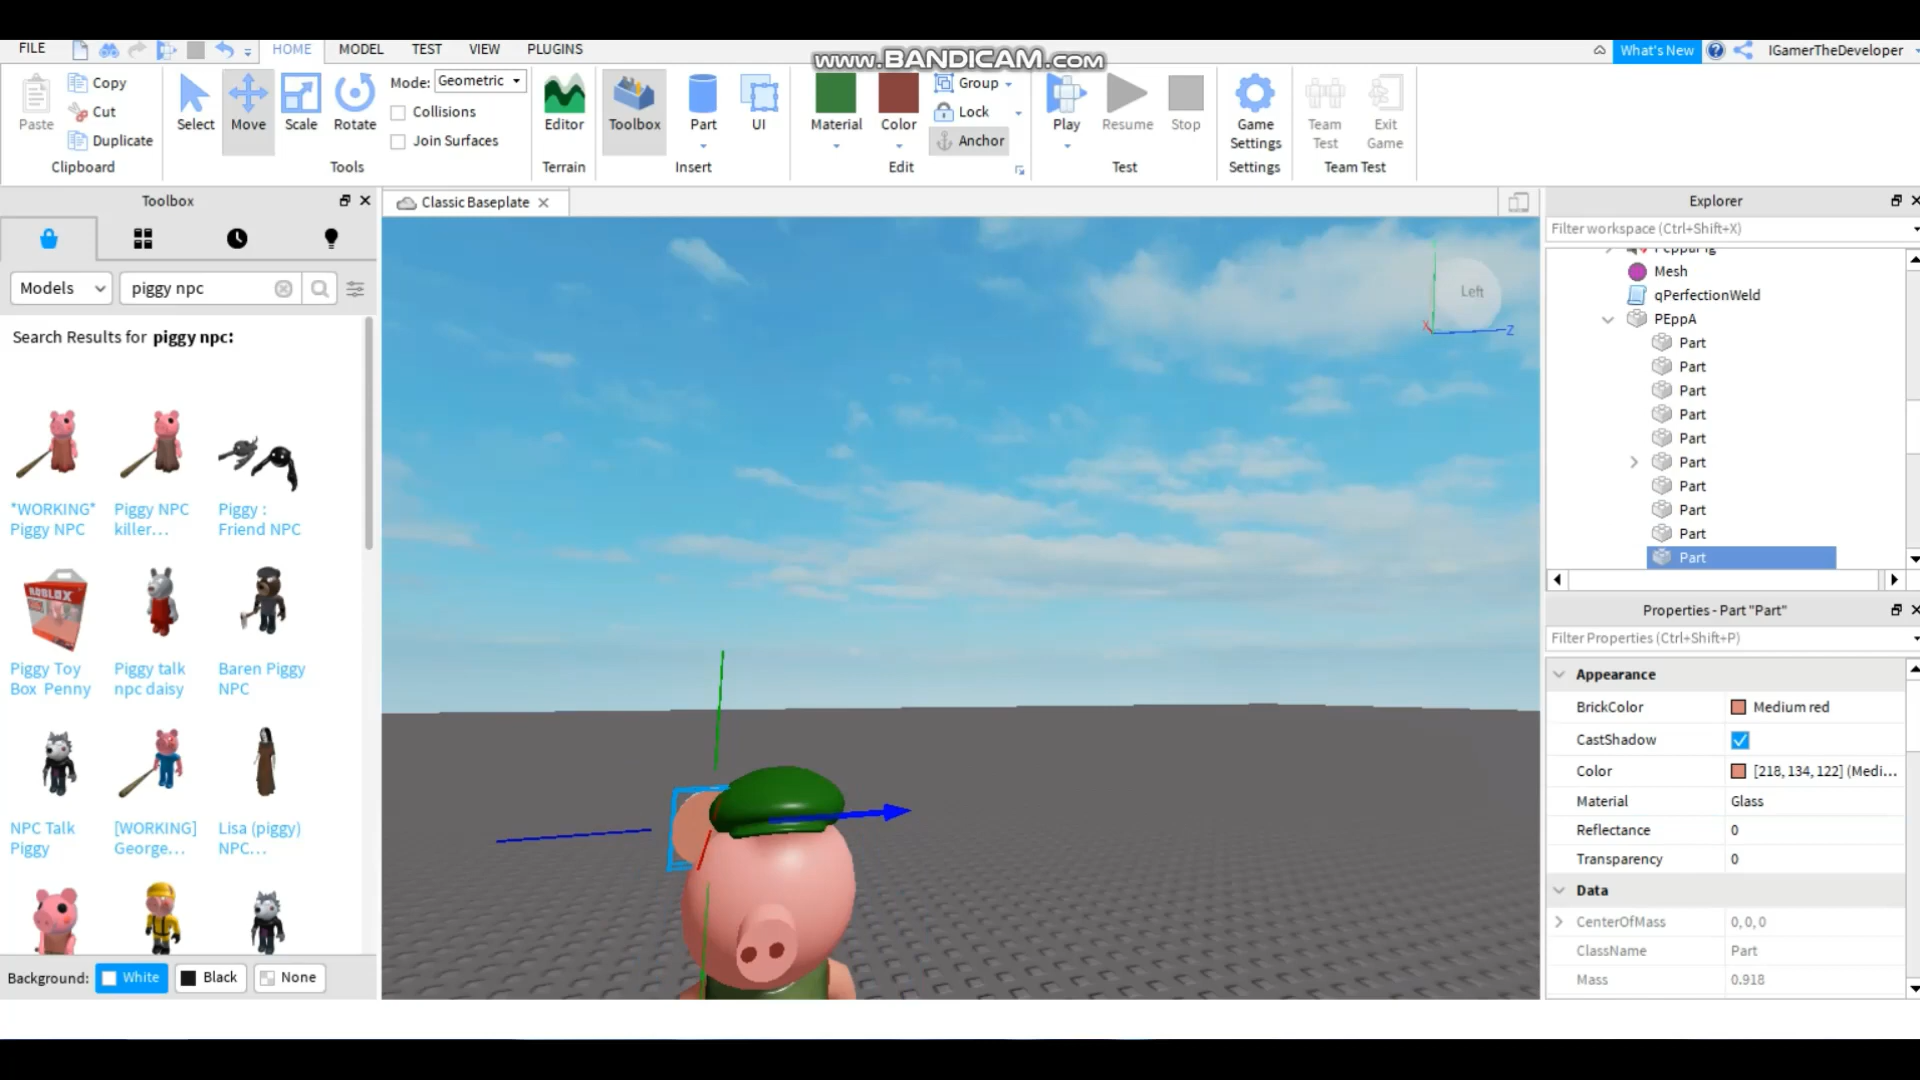 www.BANDICAM.com
FILE
HOME
MODEL
TEST
VIEW
PLUGINS
What's New
IGamerTheDeveloper
Paste
Copy
Cut
Duplicate
Clipboard
Select
Move
Scale
Rotate
Mode: Geometric
Collisions
Join Surfaces
Tools
Editor
Terrain
Toolbox
Part
UI
Insert
Material
Color
Group
Lock
Anchor
Edit
Play
Resume
Stop
Test
Game
Settings
Settings
Team
Test
Exit
Game
Team Test
Toolbox
Models
piggy npc
Search Results for piggy npc:
*WORKING*
Piggy NPC
Piggy NPC
killer...
Piggy :
Friend NPC
ROBLOX
Piggy Toy
Box Penny
Piggy talk
npc daisy
Baren Piggy
NPC
NPC Talk
Piggy
[WORKING]
George...
Lisa (piggy)
NPC...
Background: White Black None
Classic Baseplate
Left
X
Z
Explorer
Filter workspace (Ctrl+Shift+X)
Mesh
qPerfectionWeld
PEppA
Part
Part
Part
Part
Part
Part
Part
Part
Part
Part
Properties - Part "Part"
Filter Properties (Ctrl+Shift+P)
Appearance
BrickColor Medium red
CastShadow
Color [218, 134, 122] (Medi...
Material Glass
Reflectance 0
Transparency 0
Data
CenterOfMass 0, 0, 0
ClassName Part
Mass 0.918